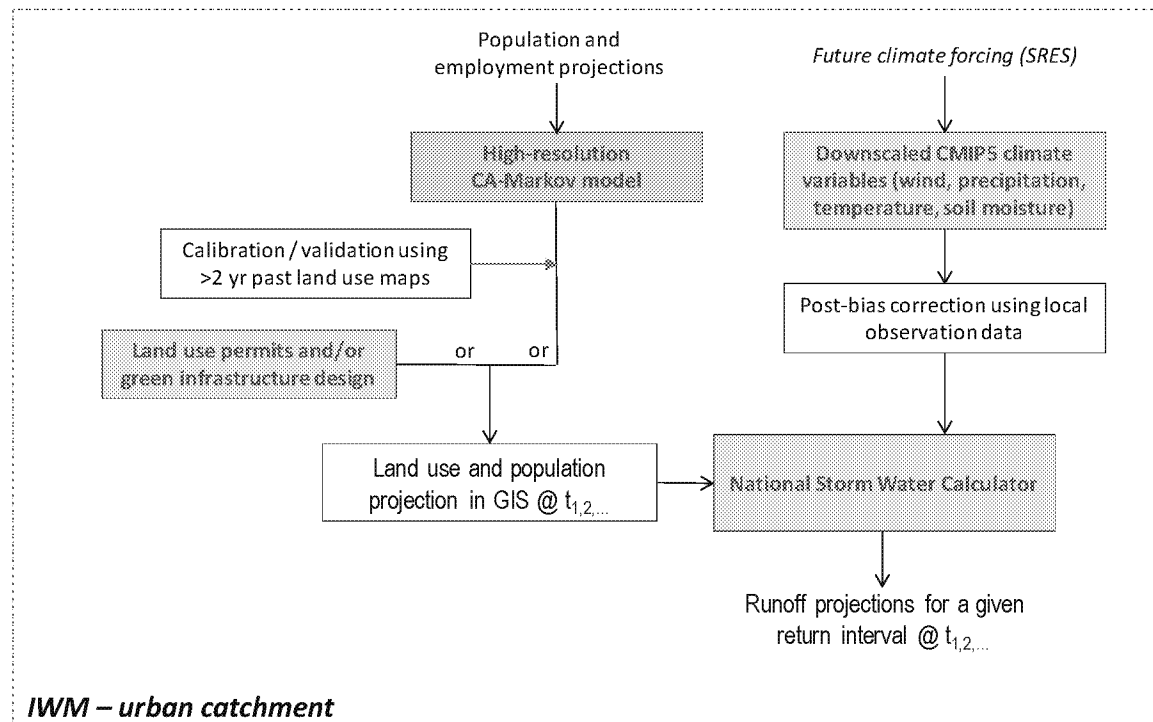 Population and
employment projections
Future climate forcing (SRES)
High-resolution
CA-Markov model
Downscaled CMIP5 climate
variables (wind, precipitation,
temperature, soil moisture)
Calibration / validation using
>2 yr past land use maps
Post-bias correction using local
observation data
Land use permits and/or
green infrastructure design
or or
Land use and population
projection in GIS @ t1,2,...
National Storm Water Calculator
Runoff projections for a given
return interval @ t1,2,...
IWM – urban catchment